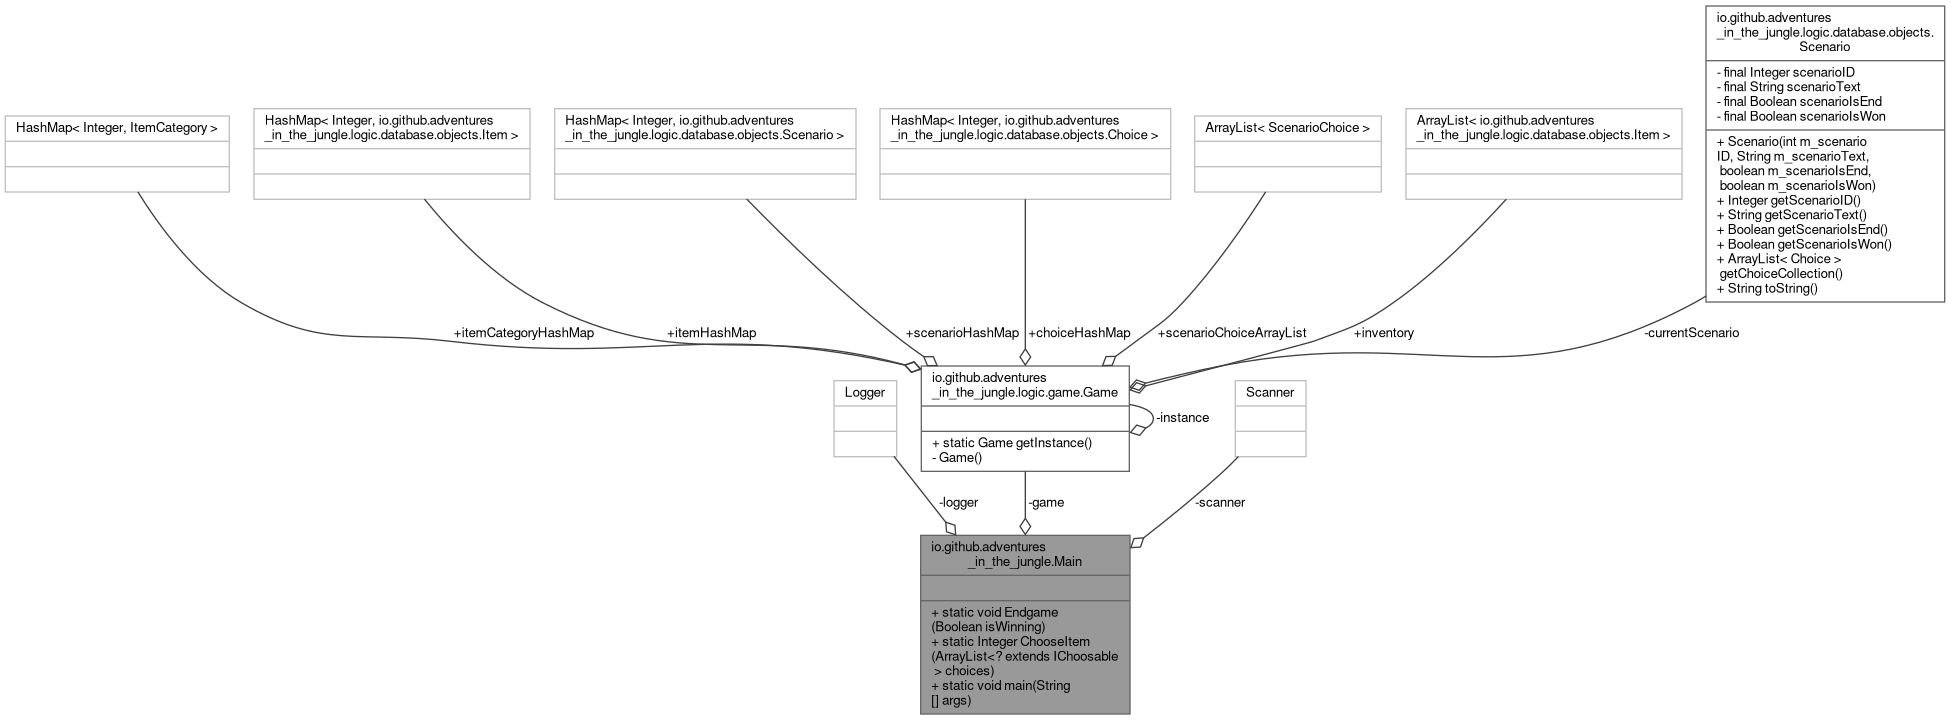 io.github.adventures
_in_the_jungle.logic.database.objects.
Scenario
- final Integer scenarioID
- final String scenarioText
- final Boolean scenarioIsEnd
- final Boolean scenarioIsWon
+ Scenario(int m_scenario
ID, String m_scenarioText,
boolean m_scenarioIsEnd,
boolean m_scenarioIsWon)
+ Integer getScenarioID()
+ String getScenarioText()
+ Boolean getScenarioIsEnd()
+ Boolean getScenarioIsWon()
+ ArrayList< Choice >
getChoiceCollection()
+ String toString()
HashMap< Integer, ItemCategory >
HashMap< Integer, io.github.adventures
_in_the_jungle.logic.database.objects.Item >
HashMap< Integer, io.github.adventures
_in_the_jungle.logic.database.objects.Scenario >
HashMap< Integer, io.github.adventures
_in_the_jungle.logic.database.objects.Choice >
ArrayList< ScenarioChoice >
ArrayList< io.github.adventures
_in_the_jungle.logic.database.objects.Item >
+itemCategoryHashMap
+itemHashMap
+scenarioHashMap
+choiceHashMap
+scenarioChoiceArrayList
+inventory
-currentScenario
Logger
io.github.adventures
_in_the_jungle.logic.game.Game
+ static Game getInstance()
- Game()
-instance
Scanner
-logger
-game
-scanner
io.github.adventures
_in_the_jungle.Main
+ static void Endgame
(Boolean isWinning)
+ static Integer ChooseItem
(ArrayList<? extends IChoosable
> choices)
+ static void main(String
[] args)